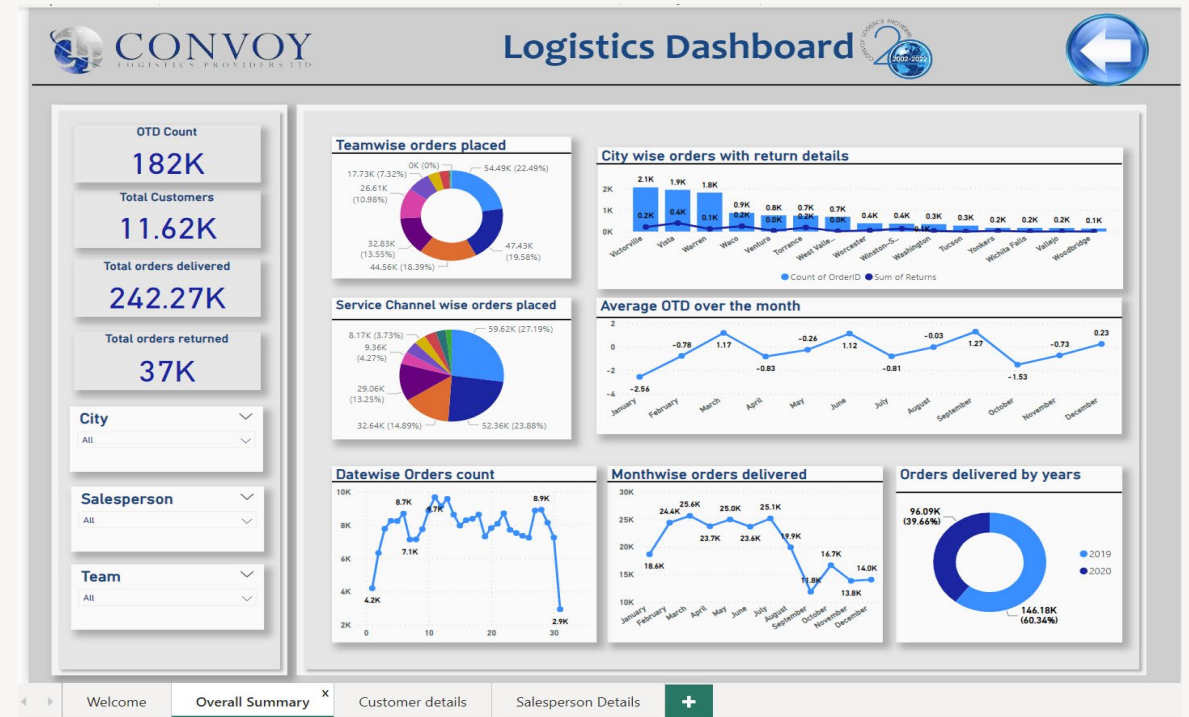 CONVOY
LOGISTICS PROVIDERS LTD
Logistics Dashboard
2002-2022
OTD Count
182K
Total Customers
11.62K
Total orders delivered
242.27K
Total orders returned
37K
City
All
Salesperson
All
Team
All
Teamwise orders placed
0K (0%)
54.49K (22.49%)
17.73K (7.32%)
26.61K
(10.98%)
32.83K
(13.55%)
47.43K
(19.58%)
44.56K (18.39%)
City wise orders with return details
2K
1K
0K
2.1K 1.9K 1.8K 0.9K 0.8K 0.7K 0.7K 0.4K 0.4K 0.3K 0.3K 0.2K 0.2K 0.2K 0.1K
0.2K 0.4K 0.1K 0.2K 0.0K 0.2K 0.0K
Victorville Vista Warren Waco Ventura Torrance West Valle... Worcester Winston–S... Washington Tucson Yonkers Wichita Falls Vallejo Woodbridge
Count of OrderID Sum of Returns
Service Channel wise orders placed
59.62K (27.19%)
8.17K (3.73%)
9.36K
(4.27%)
29.06K
(13.25%)
32.64K (14.89%)
52.36K (23.88%)
Average OTD over the month
2
0
−2
−4
−2.56 −0.78 1.17 −0.83 −0.26 1.12 −0.81 −0.03 1.27 −1.53 −0.73 0.23
January February March April May June July August September October November December
Datewise Orders count
10K
8K
6K
4K
2K
4.2K 8.7K 7.1K 9.7K 8.9K 2.9K
0 10 20 30
Monthwise orders delivered
30K
25K
20K
15K
10K
18.6K 24.4K 25.6K 23.7K 25.0K 23.6K 25.1K 19.9K 11.8K 16.7K 13.8K 14.0K
January February March April May June July August September October November December
Orders delivered by years
96.09K
(39.66%)
2019
2020
146.18K
(60.34%)
Welcome Overall Summary x Customer details Salesperson Details +